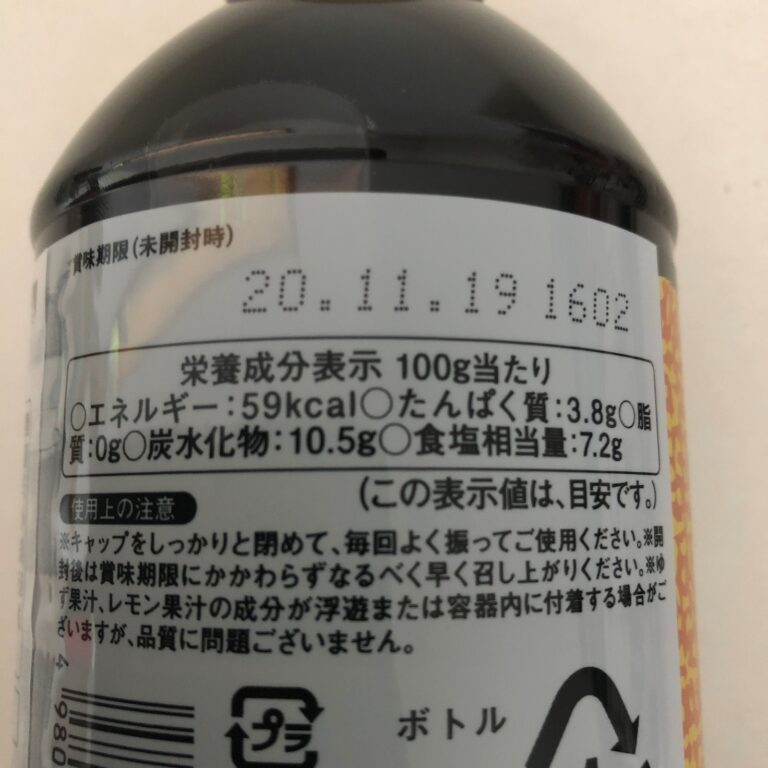 賞味期限(未開封時)
20.11.19 1602
栄養成分表示 100g当たり
○エネルギー:59kcal○たんぱく質:3.8g○脂
質:0g○炭水化物:10.5g○食塩相当量:7.2g
(この表示値は、目安です。)
使用上の注意
※キャップをしっかりと閉めて、毎回よく振ってご使用ください。※開
封後は賞味期限にかかわらずなるべく早く召し上がりください。※ゆ
ず果汁、レモン果汁の成分が浮遊または容器内に付着する場合がご
ざいますが、品質に問題ございません。
4 980
プラ
ボトル